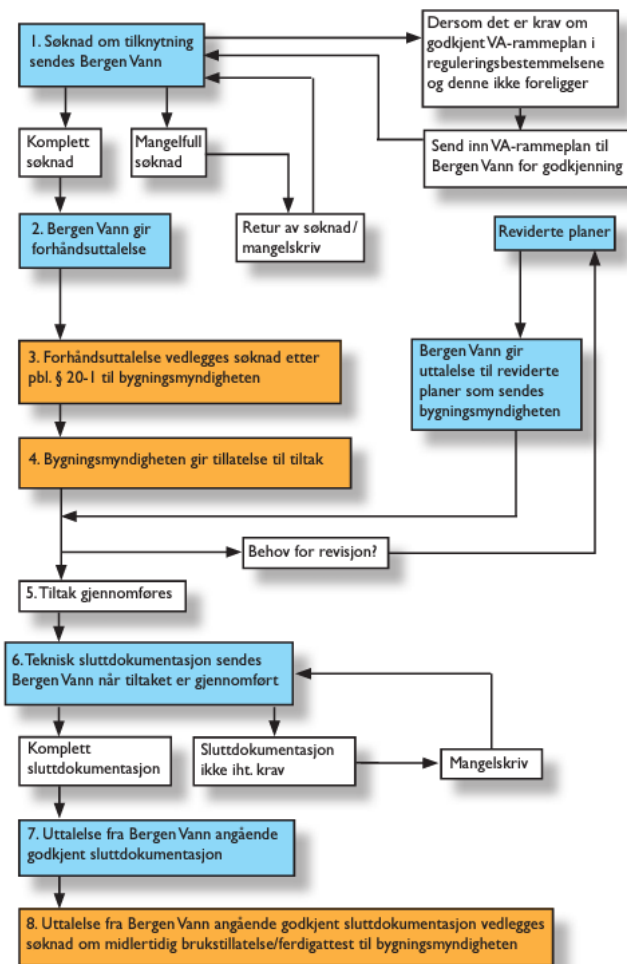 1. Søknad om tilknytning
sendes Bergen Vann
Dersom det er krav om
godkjent VA-rammeplan i
reguleringsbestemmelsene
og denne ikke foreligger
Send inn VA-rammeplan til
Bergen Vann for godkjenning
Komplett
søknad
Mangelfull
søknad
Retur av søknad/
mangelskriv
2. Bergen Vann gir
forhåndsuttalelse
Reviderte planer
3. Forhåndsuttalelse vedlegges søknad etter
pbl. § 20-1 til bygningsmyndigheten
Bergen Vann gir
uttalelse til reviderte
planer som sendes
bygningsmyndigheten
4. Bygningsmyndigheten gir tillatelse til tiltak
Behov for revisjon?
5. Tiltak gjennomføres
6. Teknisk sluttdokumentasjon sendes
Bergen Vann når tiltaket er gjennomført
Komplett
sluttdokumentasjon
Sluttdokumentasjon
ikke iht. krav
Mangelskriv
7. Uttalelse fra Bergen Vann angående
godkjent sluttdokumentasjon
8. Uttalelse fra Bergen Vann angående godkjent sluttdokumentasjon vedlegges
søknad om midlertidig brukstillatelse/ferdigattest til bygningsmyndigheten